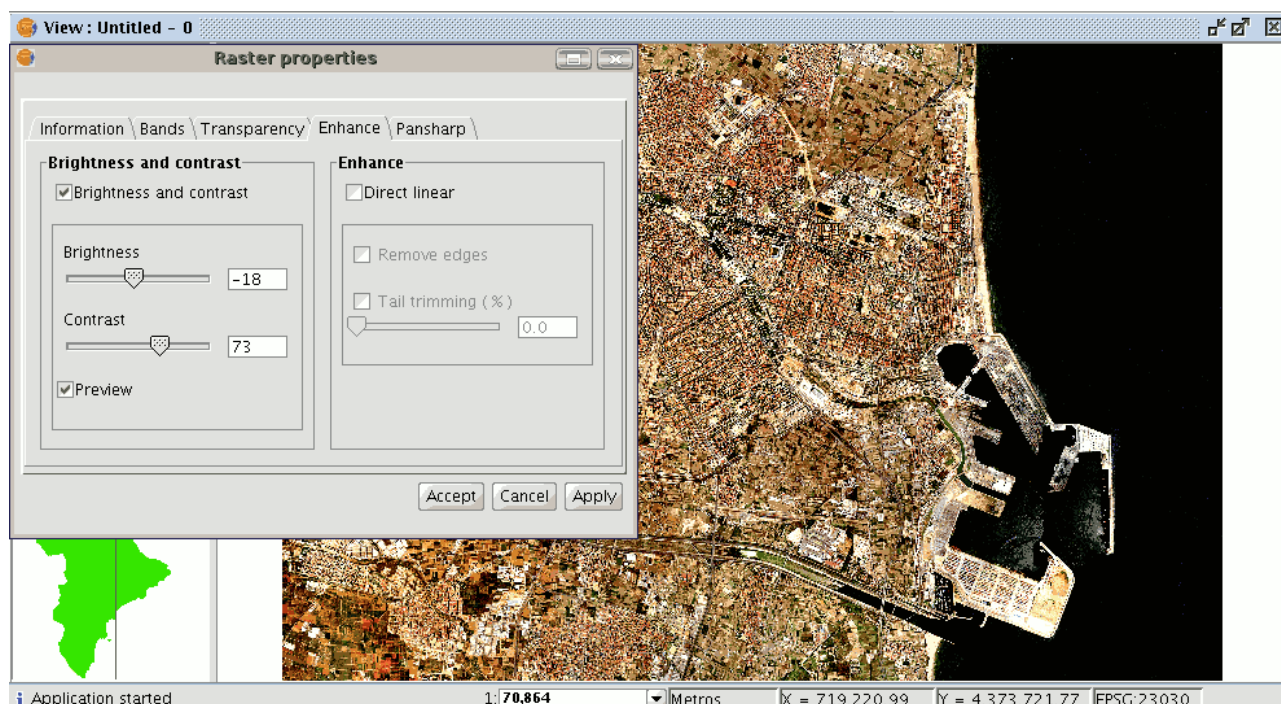 View : Untitled - 0
Raster properties
Information Bands Transparency Enhance Pansharp
Brightness and contrast
Brightness and contrast
Brightness
-18
Contrast
73
Preview
Enhance
Direct linear
Remove edges
Tail trimming (%)
0.0
Accept Cancel Apply
i Application started 1: 70,864 Metros X = 719.220,99 Y = 4.373.721,77 EPSG:23030